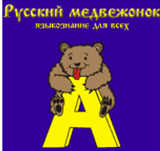 Русский медвежонок
языкознание для всех
А